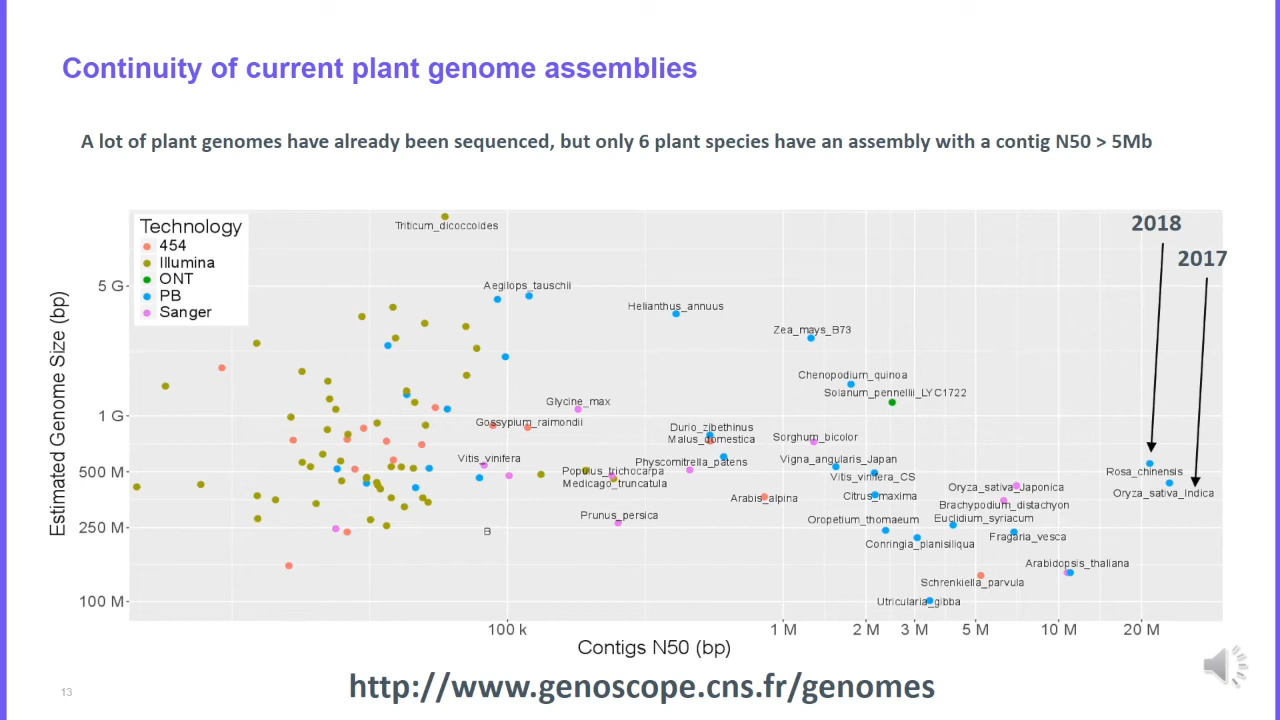 Continuity of current plant genome assemblies
A lot of plant genomes have already been sequenced, but only 6 plant species have an assembly with a contig N50 > 5Mb
Technology
454
Illumina
ONT
PB
Sanger
2018
2017
Triticum_dicoccoides
Aegilops_tauschii
Helianthus_annuus
Zea_mays_B73
Chenopodium_quinoa
Solanum_pennellii_LYC1722
Glycine_max
Gossypium_raimondii
Durio_zibethinus
Malus_domestica
Sorghum_bicolor
Vitis_vinifera
Physcomitrella_patens
Vigna_angularis_Japan
Populus_trichocarpa
Medicago_truncatula
Vitis_vinifera_CS
Rosa_chinensis
Oryza_sativa_Indica
Oryza_sativa_Japonica
Arabis_alpina
Citrus_maxima
Brachypodium_distachyon
Prunus_persica
Oropetium_thomaeum
Euclidium_syriacum
B
Conringia_planisiliqua
Fragaria_vesca
Arabidopsis_thaliana
Schrenkiella_parvula
Utricularia_gibba
Estimated Genome Size (bp)
5 G
1 G
500 M
250 M
100 M
100 k
1 M
2 M
3 M
5 M
10 M
20 M
Contigs N50 (bp)
http://www.genoscope.cns.fr/genomes
13